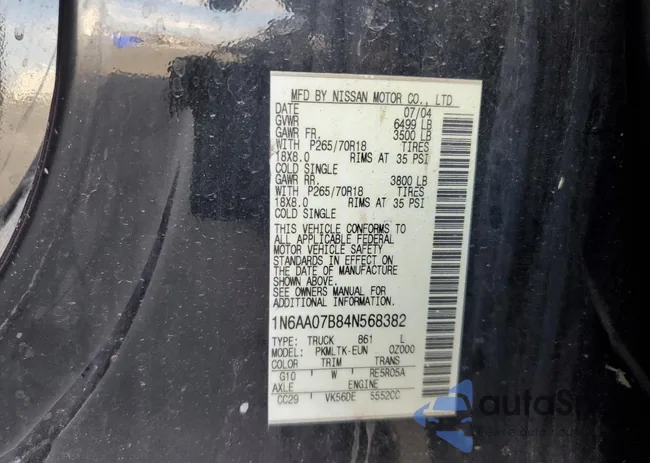 MFD BY NISSAN MOTOR CO., LTD
DATE 07/04
GVWR 6499 LB
GAWR FR. 3500 LB
WITH P265/70R18 TIRES
18X8.0 RIMS AT 35 PSI
COLD SINGLE
GAWR RR. 3800 LB
WITH P265/70R18 TIRES
18X8.0 RIMS AT 35 PSI
COLD SINGLE
THIS VEHICLE CONFORMS TO
ALL APPLICABLE FEDERAL
MOTOR VEHICLE SAFETY
STANDARDS IN EFFECT ON
THE DATE OF MANUFACTURE
SHOWN ABOVE.
SEE OWNERS MANUAL FOR
ADDITIONAL INFORMATION.
1N6AA07B84N568382
TYPE: TRUCK 861 L
MODEL: PKMLTK-EUN 0Z000
COLOR TRIM TRANS
G10 W RE5R05A
AXLE ENGINE
CC29 VK56DE 5552CC